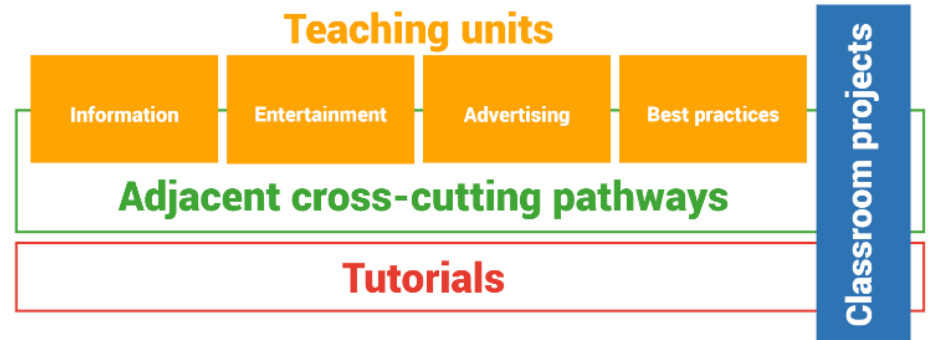 Teaching units
Information
Entertainment
Advertising
Best practices
Adjacent cross-cutting pathways
Tutorials
Classroom projects